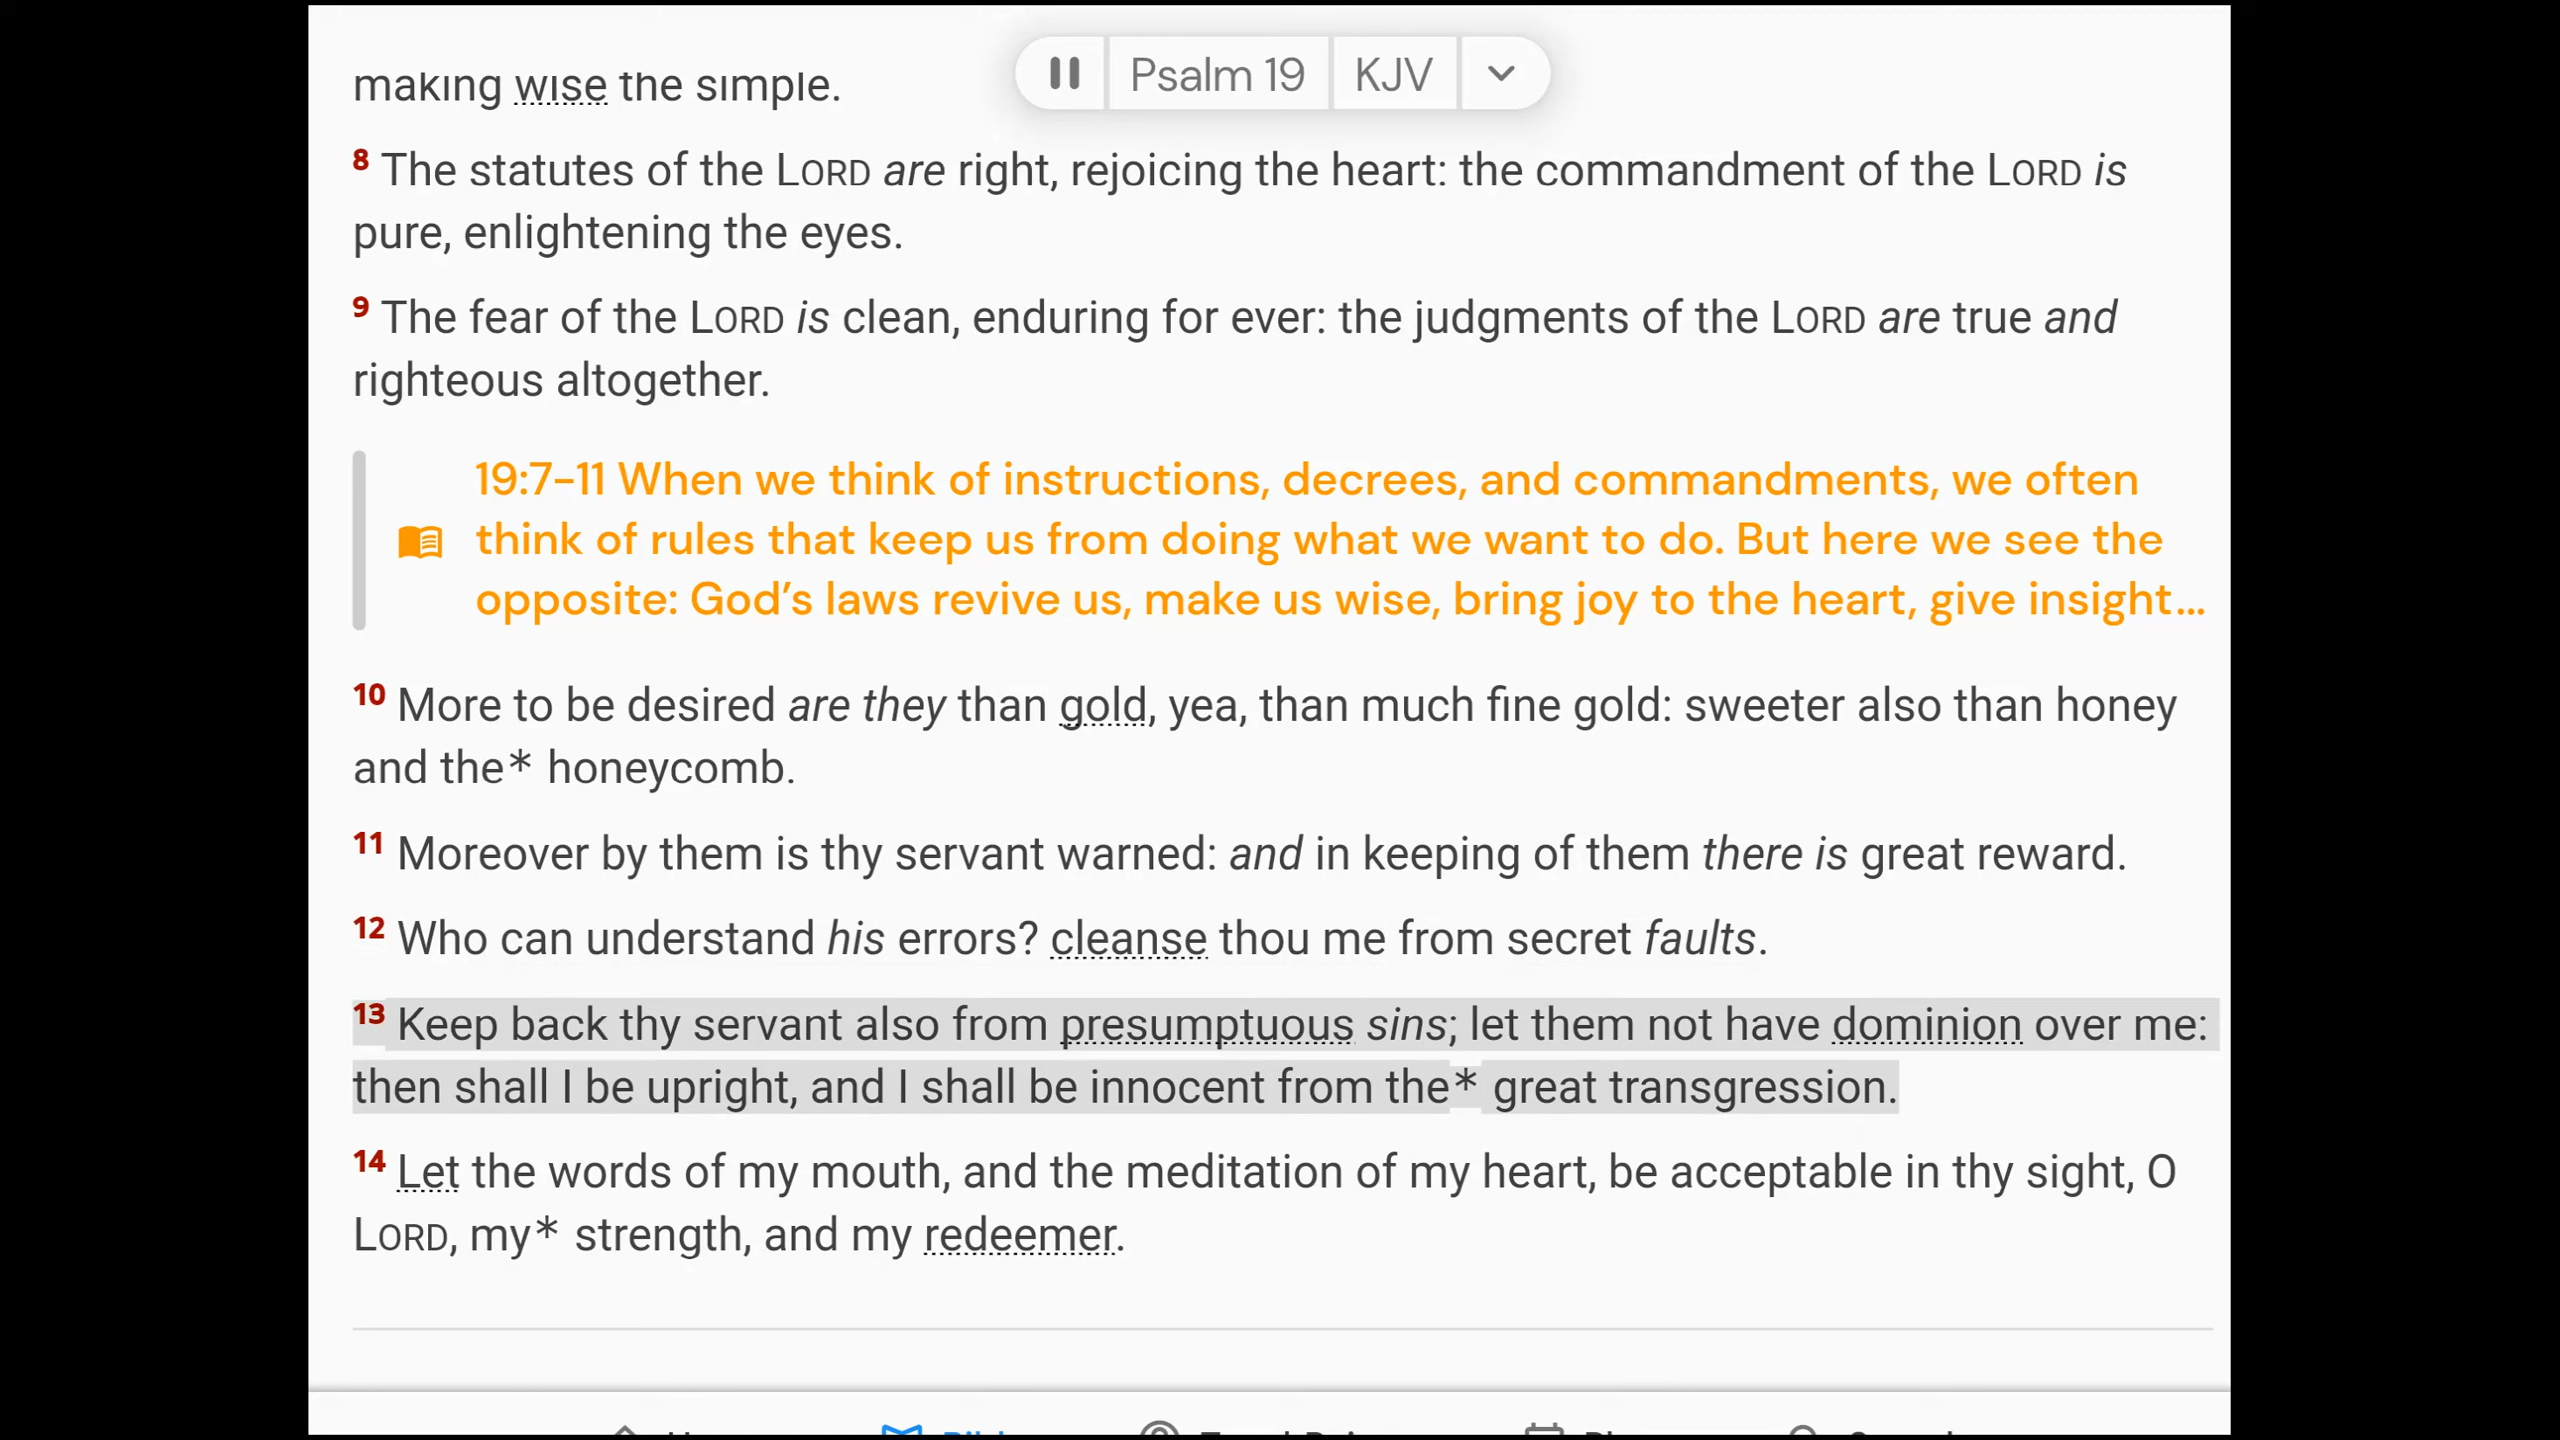 making wise the simple.
Psalm 19 KJV
8 The statutes of the LORD are right, rejoicing the heart: the commandment of the LORD is
pure, enlightening the eyes.
9 The fear of the LORD is clean, enduring for ever: the judgments of the LORD are true and
righteous altogether.
19:7–11 When we think of instructions, decrees, and commandments, we often
think of rules that keep us from doing what we want to do. But here we see the
opposite: God’s laws revive us, make us wise, bring joy to the heart, give insight...
10 More to be desired are they than gold, yea, than much fine gold: sweeter also than honey
and the* honeycomb.
11 Moreover by them is thy servant warned: and in keeping of them there is great reward.
12 Who can understand his errors? cleanse thou me from secret faults.
13 Keep back thy servant also from presumptuous sins; let them not have dominion over me:
then shall I be upright, and I shall be innocent from the* great transgression.
14 Let the words of my mouth, and the meditation of my heart, be acceptable in thy sight, O
LORD, my* strength, and my redeemer.